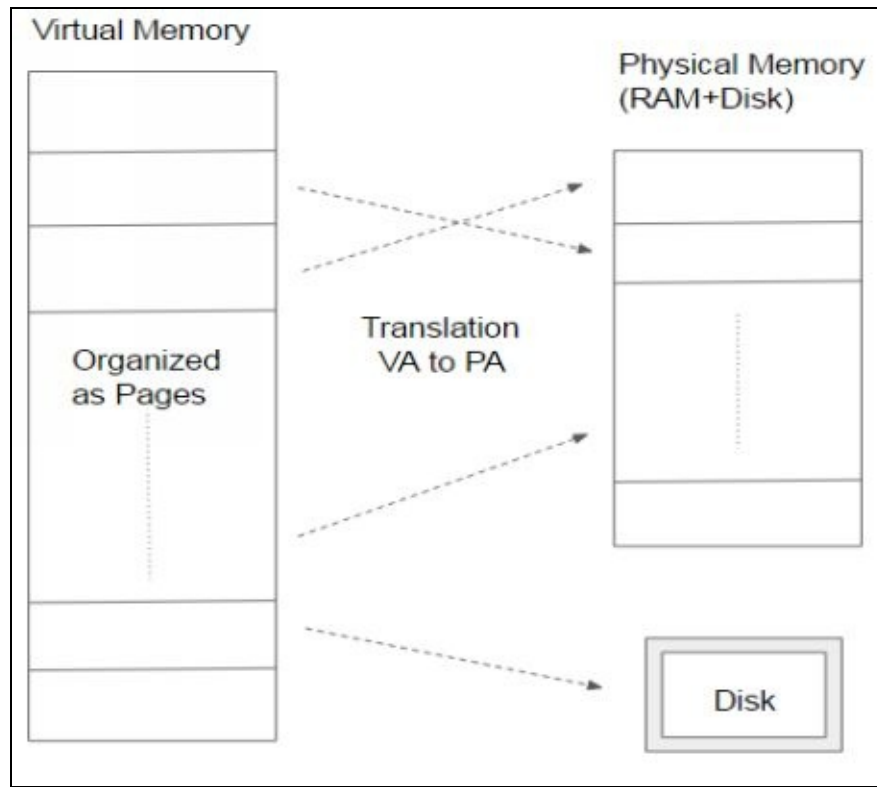 Virtual Memory
Physical Memory
(RAM+Disk)
Translation
VA to PA
Organized
as Pages
Disk